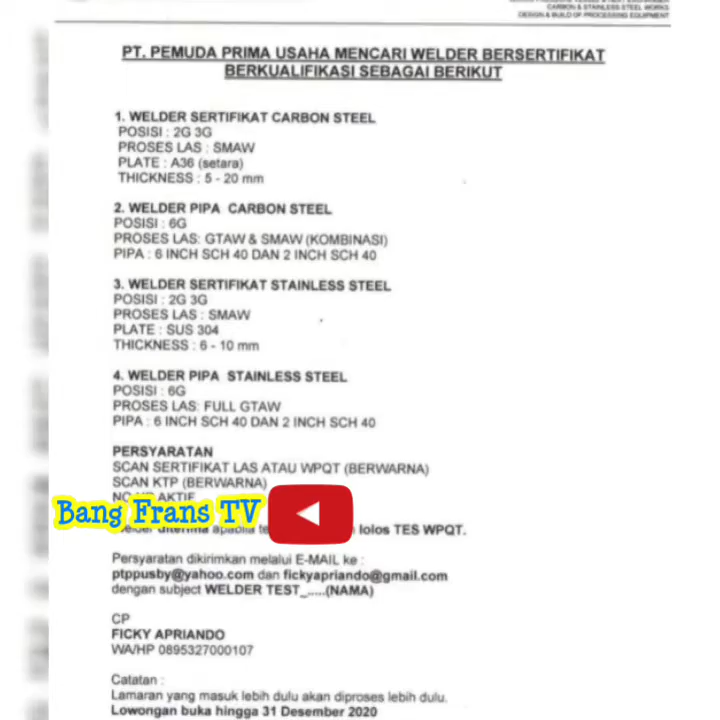 CARBON & STAINLESS STEEL WORKS
DESIGN & BUILD OF PROCESSING EQUIPMENT
PT. PEMUDA PRIMA USAHA MENCARI WELDER BERSERTIFIKAT
BERKUALIFIKASI SEBAGAI BERIKUT
1. WELDER SERTIFIKAT CARBON STEEL
POSISI : 2G 3G
PROSES LAS : SMAW
PLATE : A36 (setara)
THICKNESS : 5 - 20 mm
2. WELDER PIPA CARBON STEEL
POSISI : 6G
PROSES LAS: GTAW & SMAW (KOMBINASI)
PIPA : 6 INCH SCH 40 DAN 2 INCH SCH 40
3. WELDER SERTIFIKAT STAINLESS STEEL
POSISI : 2G 3G
PROSES LAS : SMAW
PLATE : SUS 304
THICKNESS : 6 - 10 mm
4. WELDER PIPA STAINLESS STEEL
POSISI : 6G
PROSES LAS: FULL GTAW
PIPA : 6 INCH SCH 40 DAN 2 INCH SCH 40
PERSYARATAN
SCAN SERTIFIKAT LAS ATAU WPQT (BERWARNA)
SCAN KTP (BERWARNA)
AKTIF
Bang Frans TV
diterima apabila lolos TES WPQT.
Persyaratan dikirimkan melalui E-MAIL ke :
ptppusby@yahoo.com dan fickyapriando@gmail.com
dengan subject WELDER TEST_.....(NAMA)
CP
FICKY APRIANDO
WA/HP 0895327000107
Catatan :
Lamaran yang masuk lebih dulu akan diproses lebih dulu.
Lowongan buka hingga 31 Desember 2020